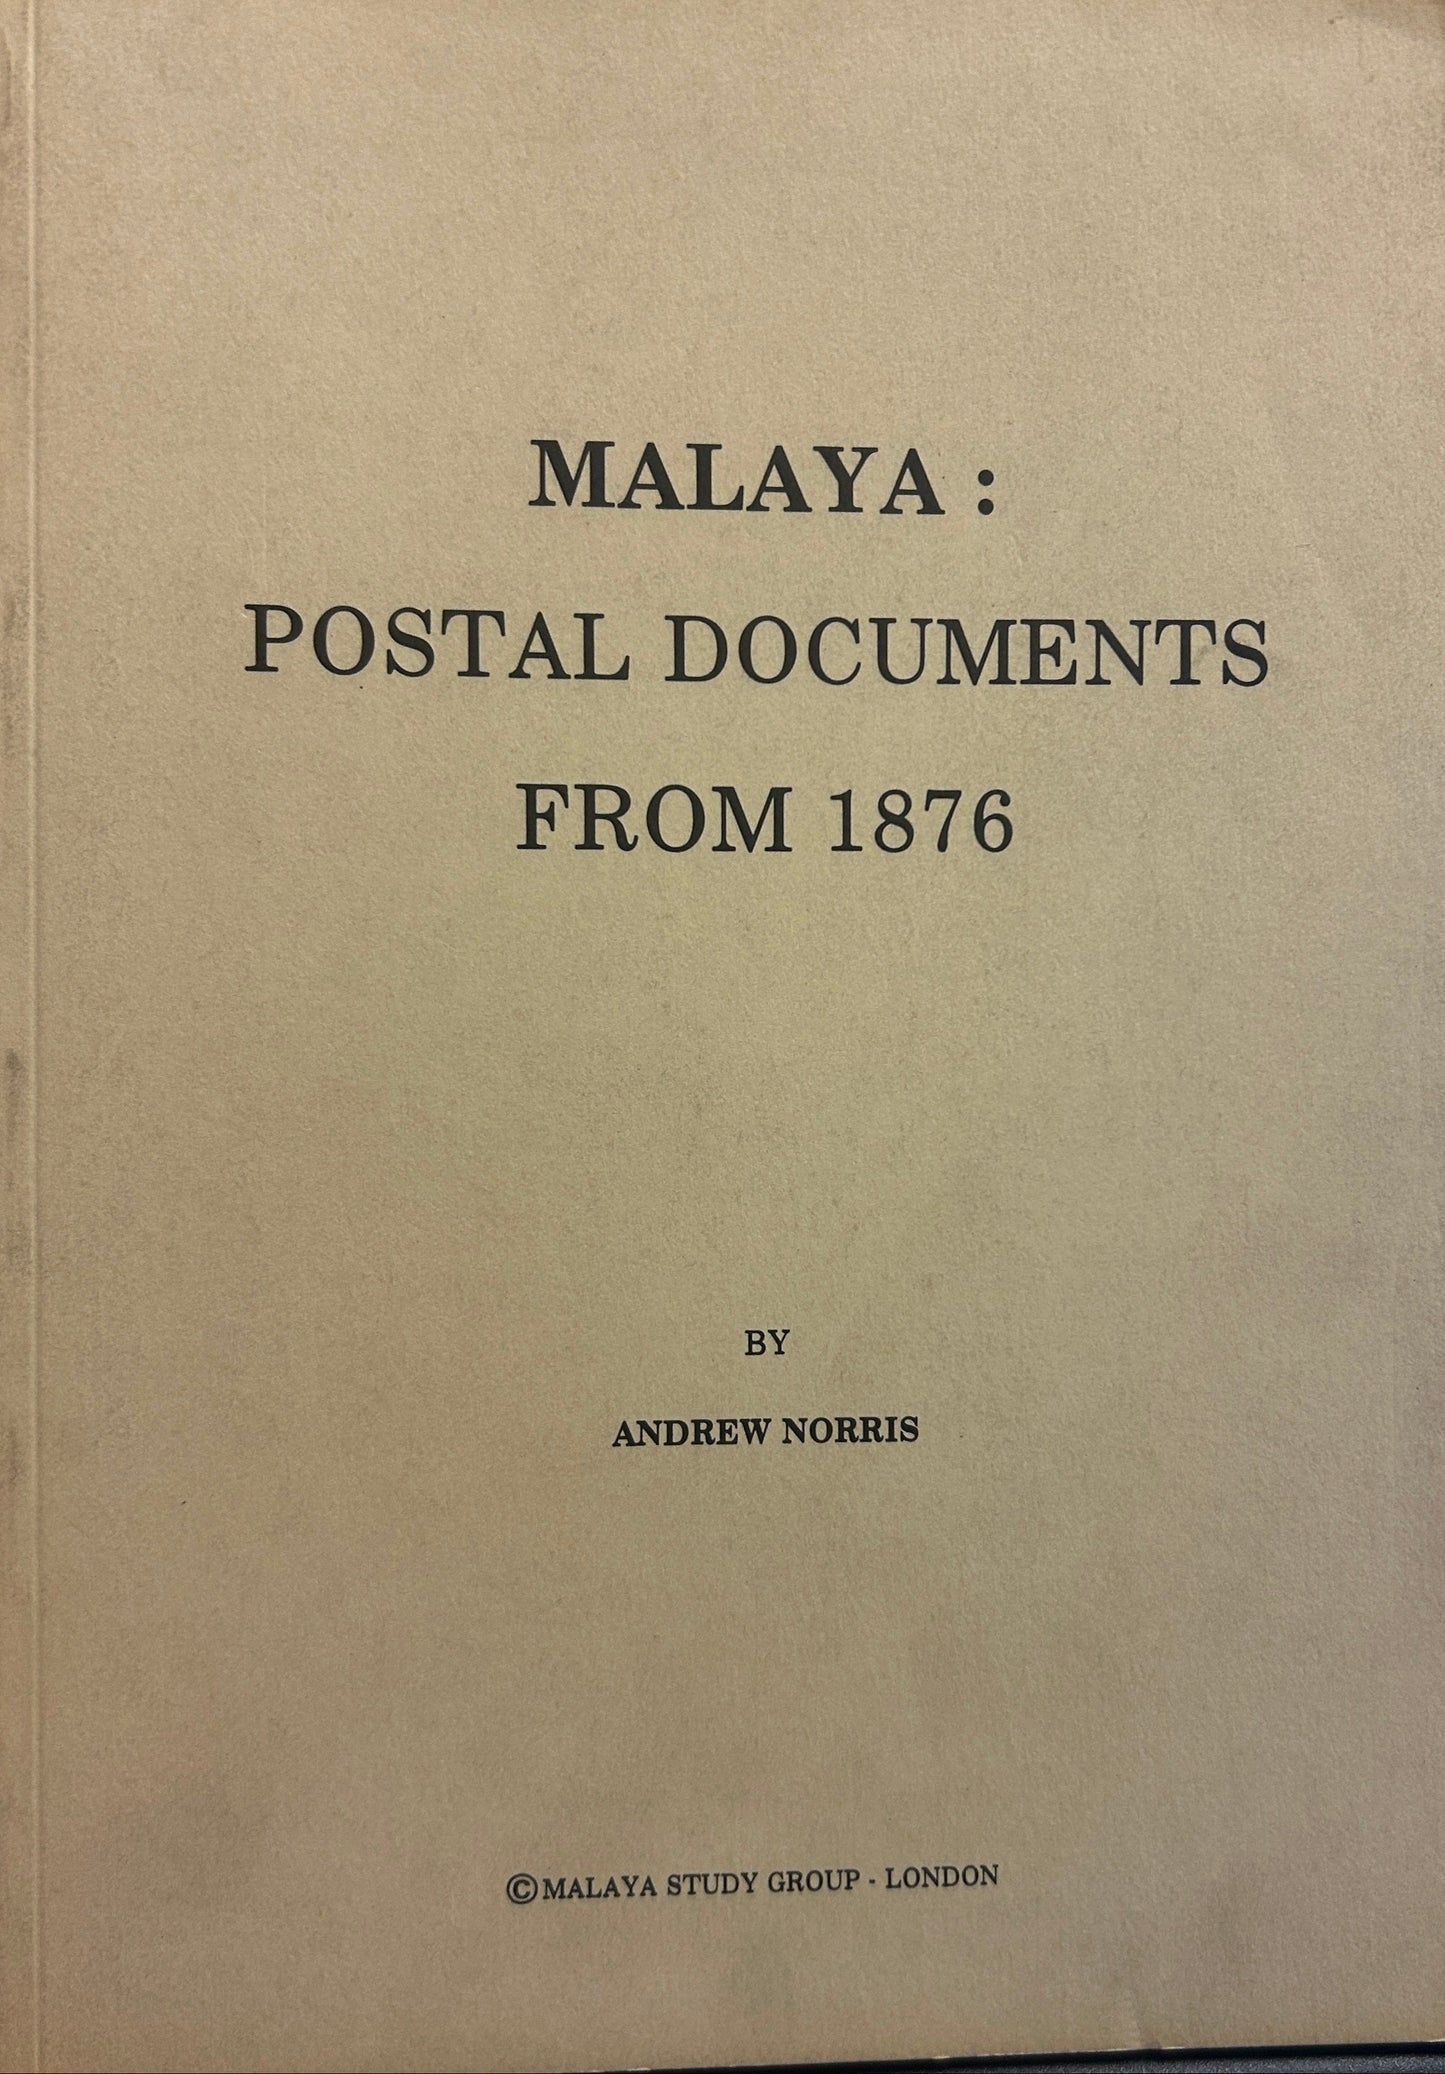 MALAYA :
POSTAL DOCUMENTS
FROM 1876
BY
ANDREW NORRIS
©MALAYA STUDY GROUP - LONDON